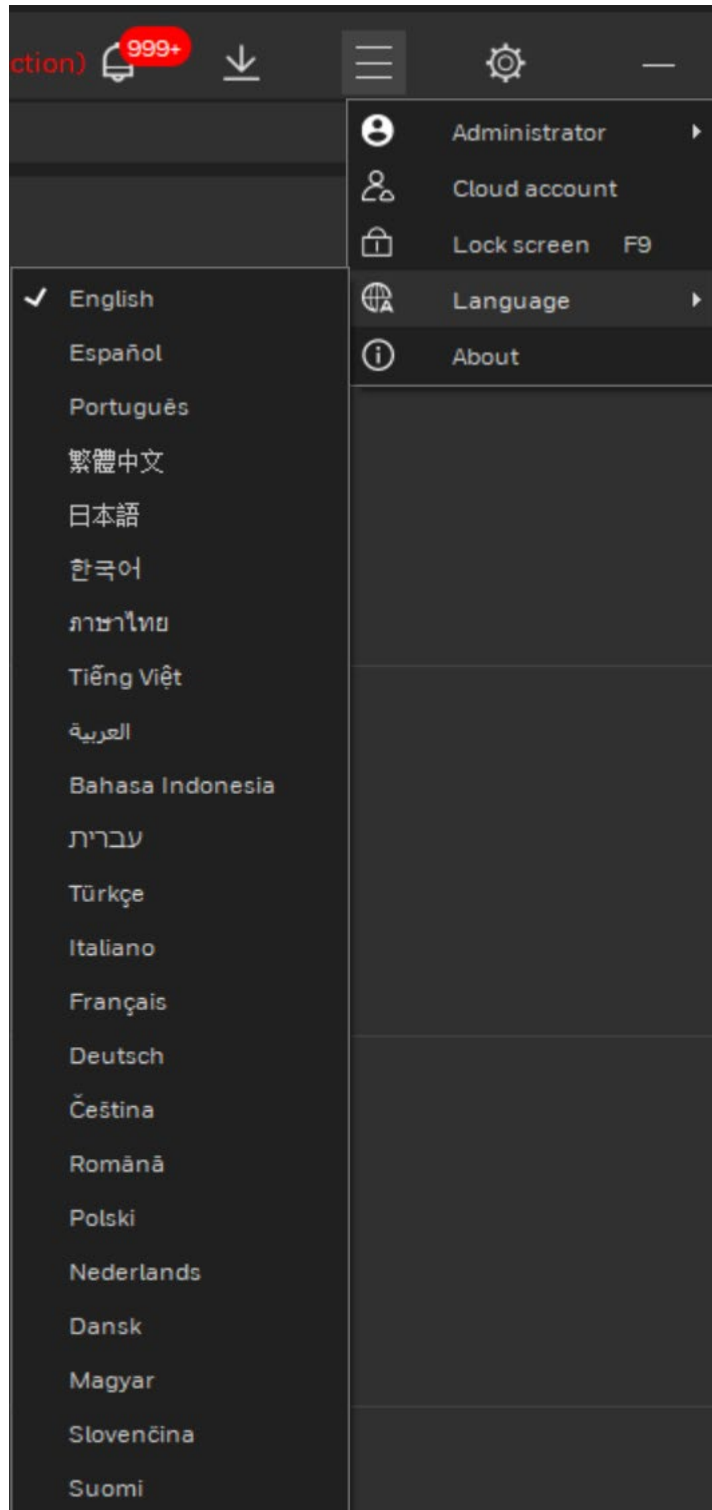 ction)
999+
Administrator
Cloud account
Lock screen F9
Language
About
English
Español
Português
繁體中文
日本語
한국어
ภาษาไทย
Tiếng Việt
العربية
Bahasa Indonesia
עברית
Türkçe
Italiano
Français
Deutsch
Čeština
Română
Polski
Nederlands
Dansk
Magyar
Slovenčina
Suomi